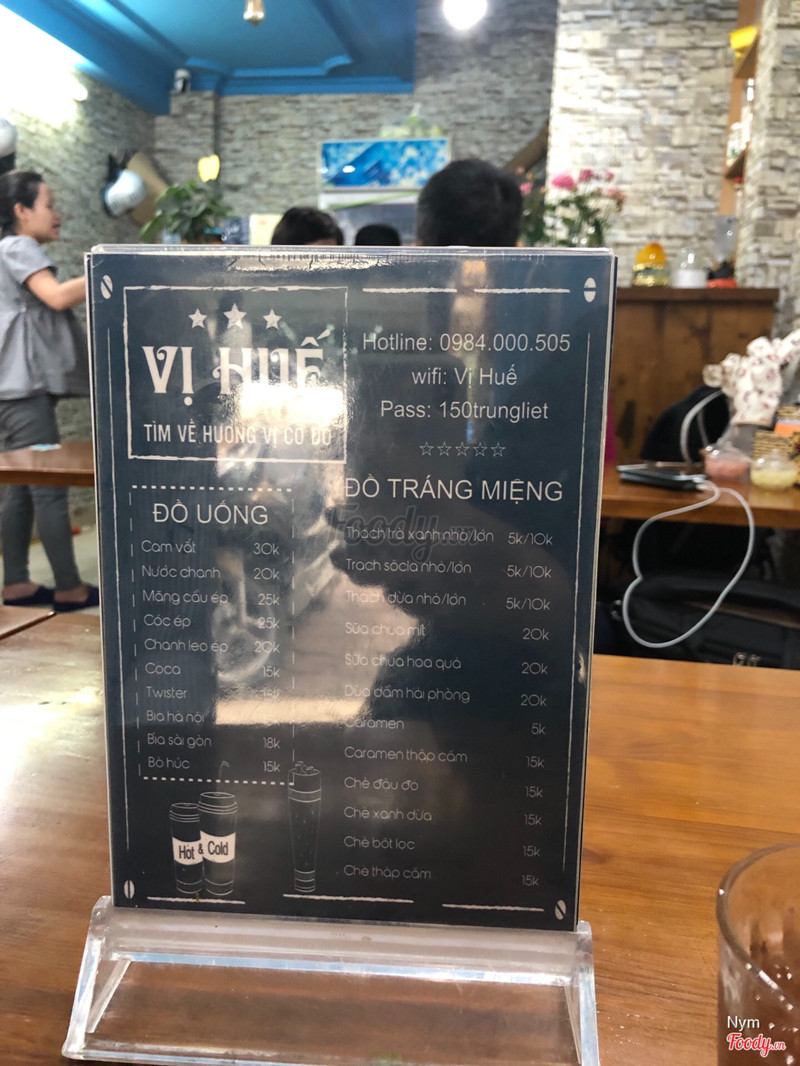 VỊ HUẾ
TÌM VỀ HƯƠNG VỊ CỐ ĐÔ
Hotline: 0984.000.505
wifi: Vị Huế
Pass: 150trungliet
ĐỒ UỐNG
Cam vắt 30k
Nước chanh 20k
Mãng cầu ép 25k
Cóc ép 25k
Chanh leo ép 20k
Coca 15k
Twister 15k
Bia hà nội
Bia sài gòn 18k
Bò húc 15k
Hot & Cold
ĐỒ TRÁNG MIỆNG
Thạch trà xanh nhỏ/lớn 5k/10k
Trạch sôcla nhỏ/lớn 5k/10k
Thạch dừa nhỏ/lớn 5k/10k
Sữa chua mít 20k
Sữa chua hoa quả 20k
Dừa dầm hải phòng 20k
Caramen 5k
Caramen thập cẩm 15k
Chè đậu đỏ 15k
Chè xanh dừa 15k
Chè bột lọc 15k
Chè thập cẩm 15k
Foody.vn
Nym
Foody.vn